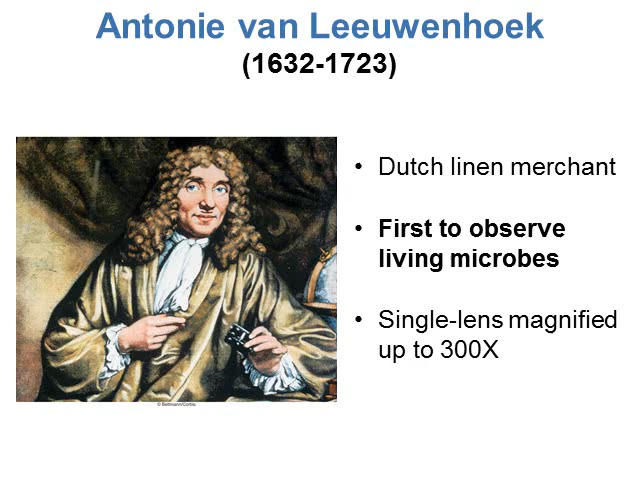 Antonie van Leeuwenhoek
(1632-1723)
• Dutch linen merchant
• First to observe
living microbes
• Single-lens magnified
up to 300X
© Bettmann/Corbis